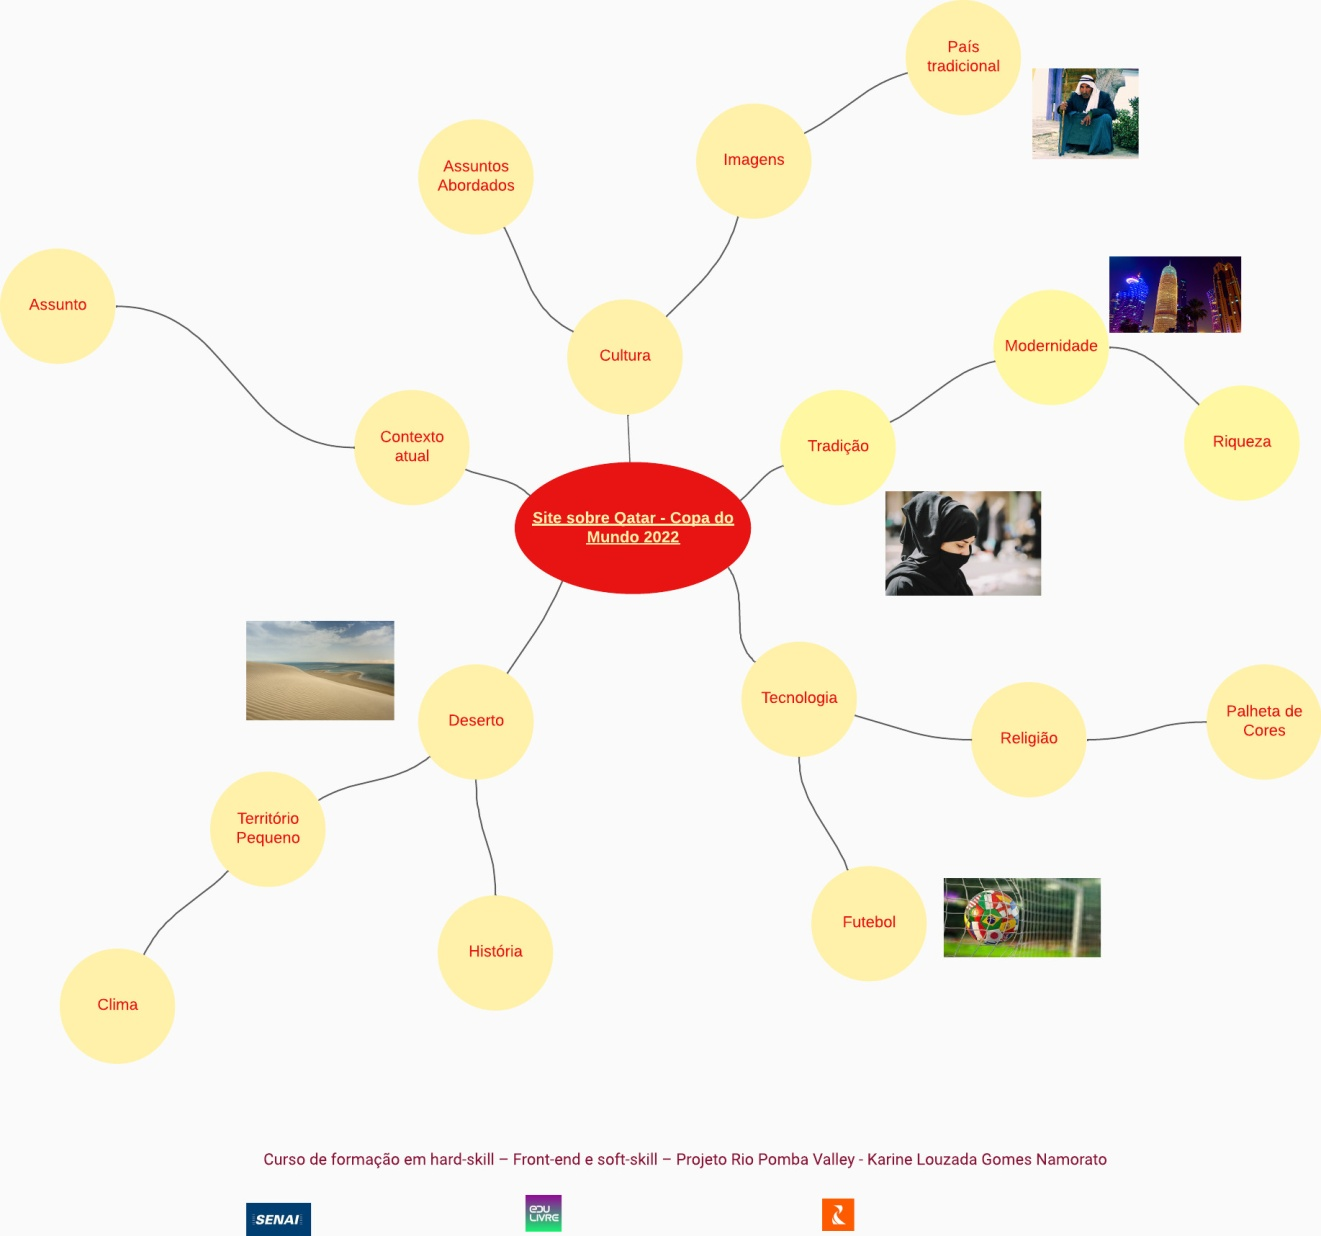 País
tradicional
Imagens
Assuntos
Abordados
Assunto
Cultura
Modernidade
Contexto
atual
Tradição
Riqueza
Site sobre Qatar - Copa do
Mundo 2022
Deserto
Tecnologia
Religião
Palheta de
Cores
Território
Pequeno
Futebol
História
Clima
Curso de formação em hard-skill – Front-end e soft-skill – Projeto Rio Pomba Valley - Karine Louzada Gomes Namorato
SENAI
EDU
LIVRE